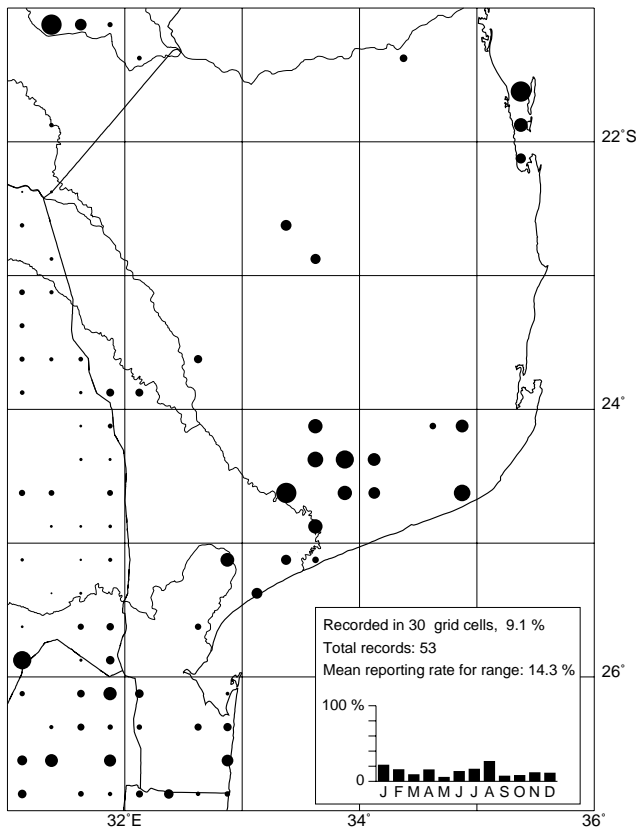 22˚S
24˚
Recorded in 30 grid cells, 9.1 %
Total records: 53
Mean reporting rate for range: 14.3 %
26˚
100 %
0
J F M A M J J A S O N D
32˚E
34˚
36˚